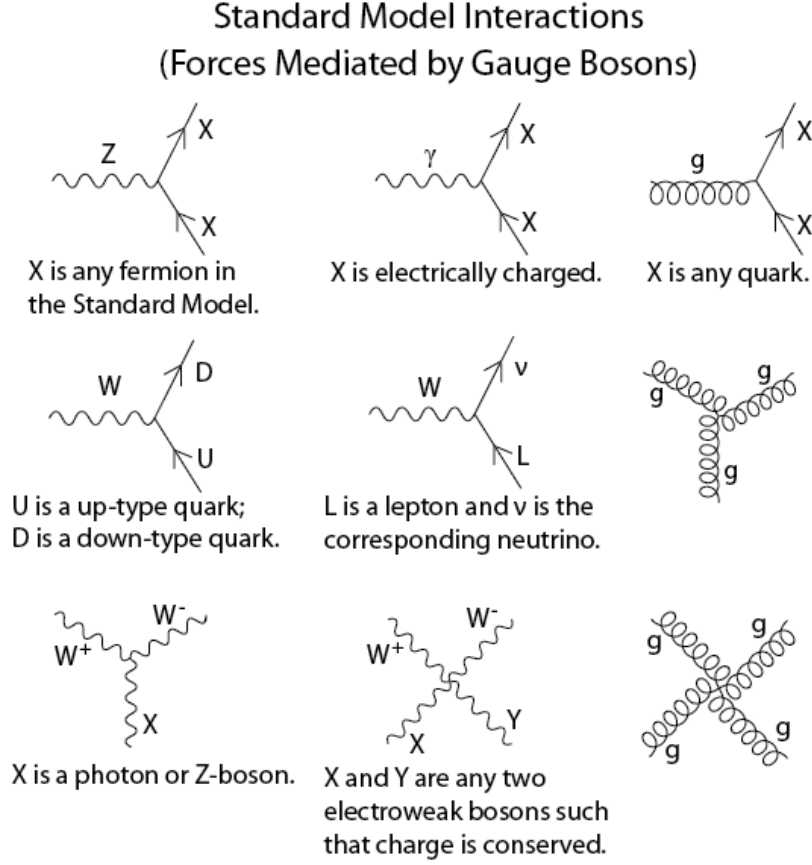 Standard Model Interactions
(Forces Mediated by Gauge Bosons)
Z
X
X
X is any fermion in
the Standard Model.
γ
X
X
X is electrically charged.
g
X
X
X is any quark.
W
D
U
U is a up-type quark;
D is a down-type quark.
W
ν
L
L is a lepton and ν is the
corresponding neutrino.
g
g
g
W⁺
W⁻
X
X is a photon or Z-boson.
W⁺
W⁻
X
Y
X and Y are any two
electroweak bosons such
that charge is conserved.
g
g
g
g